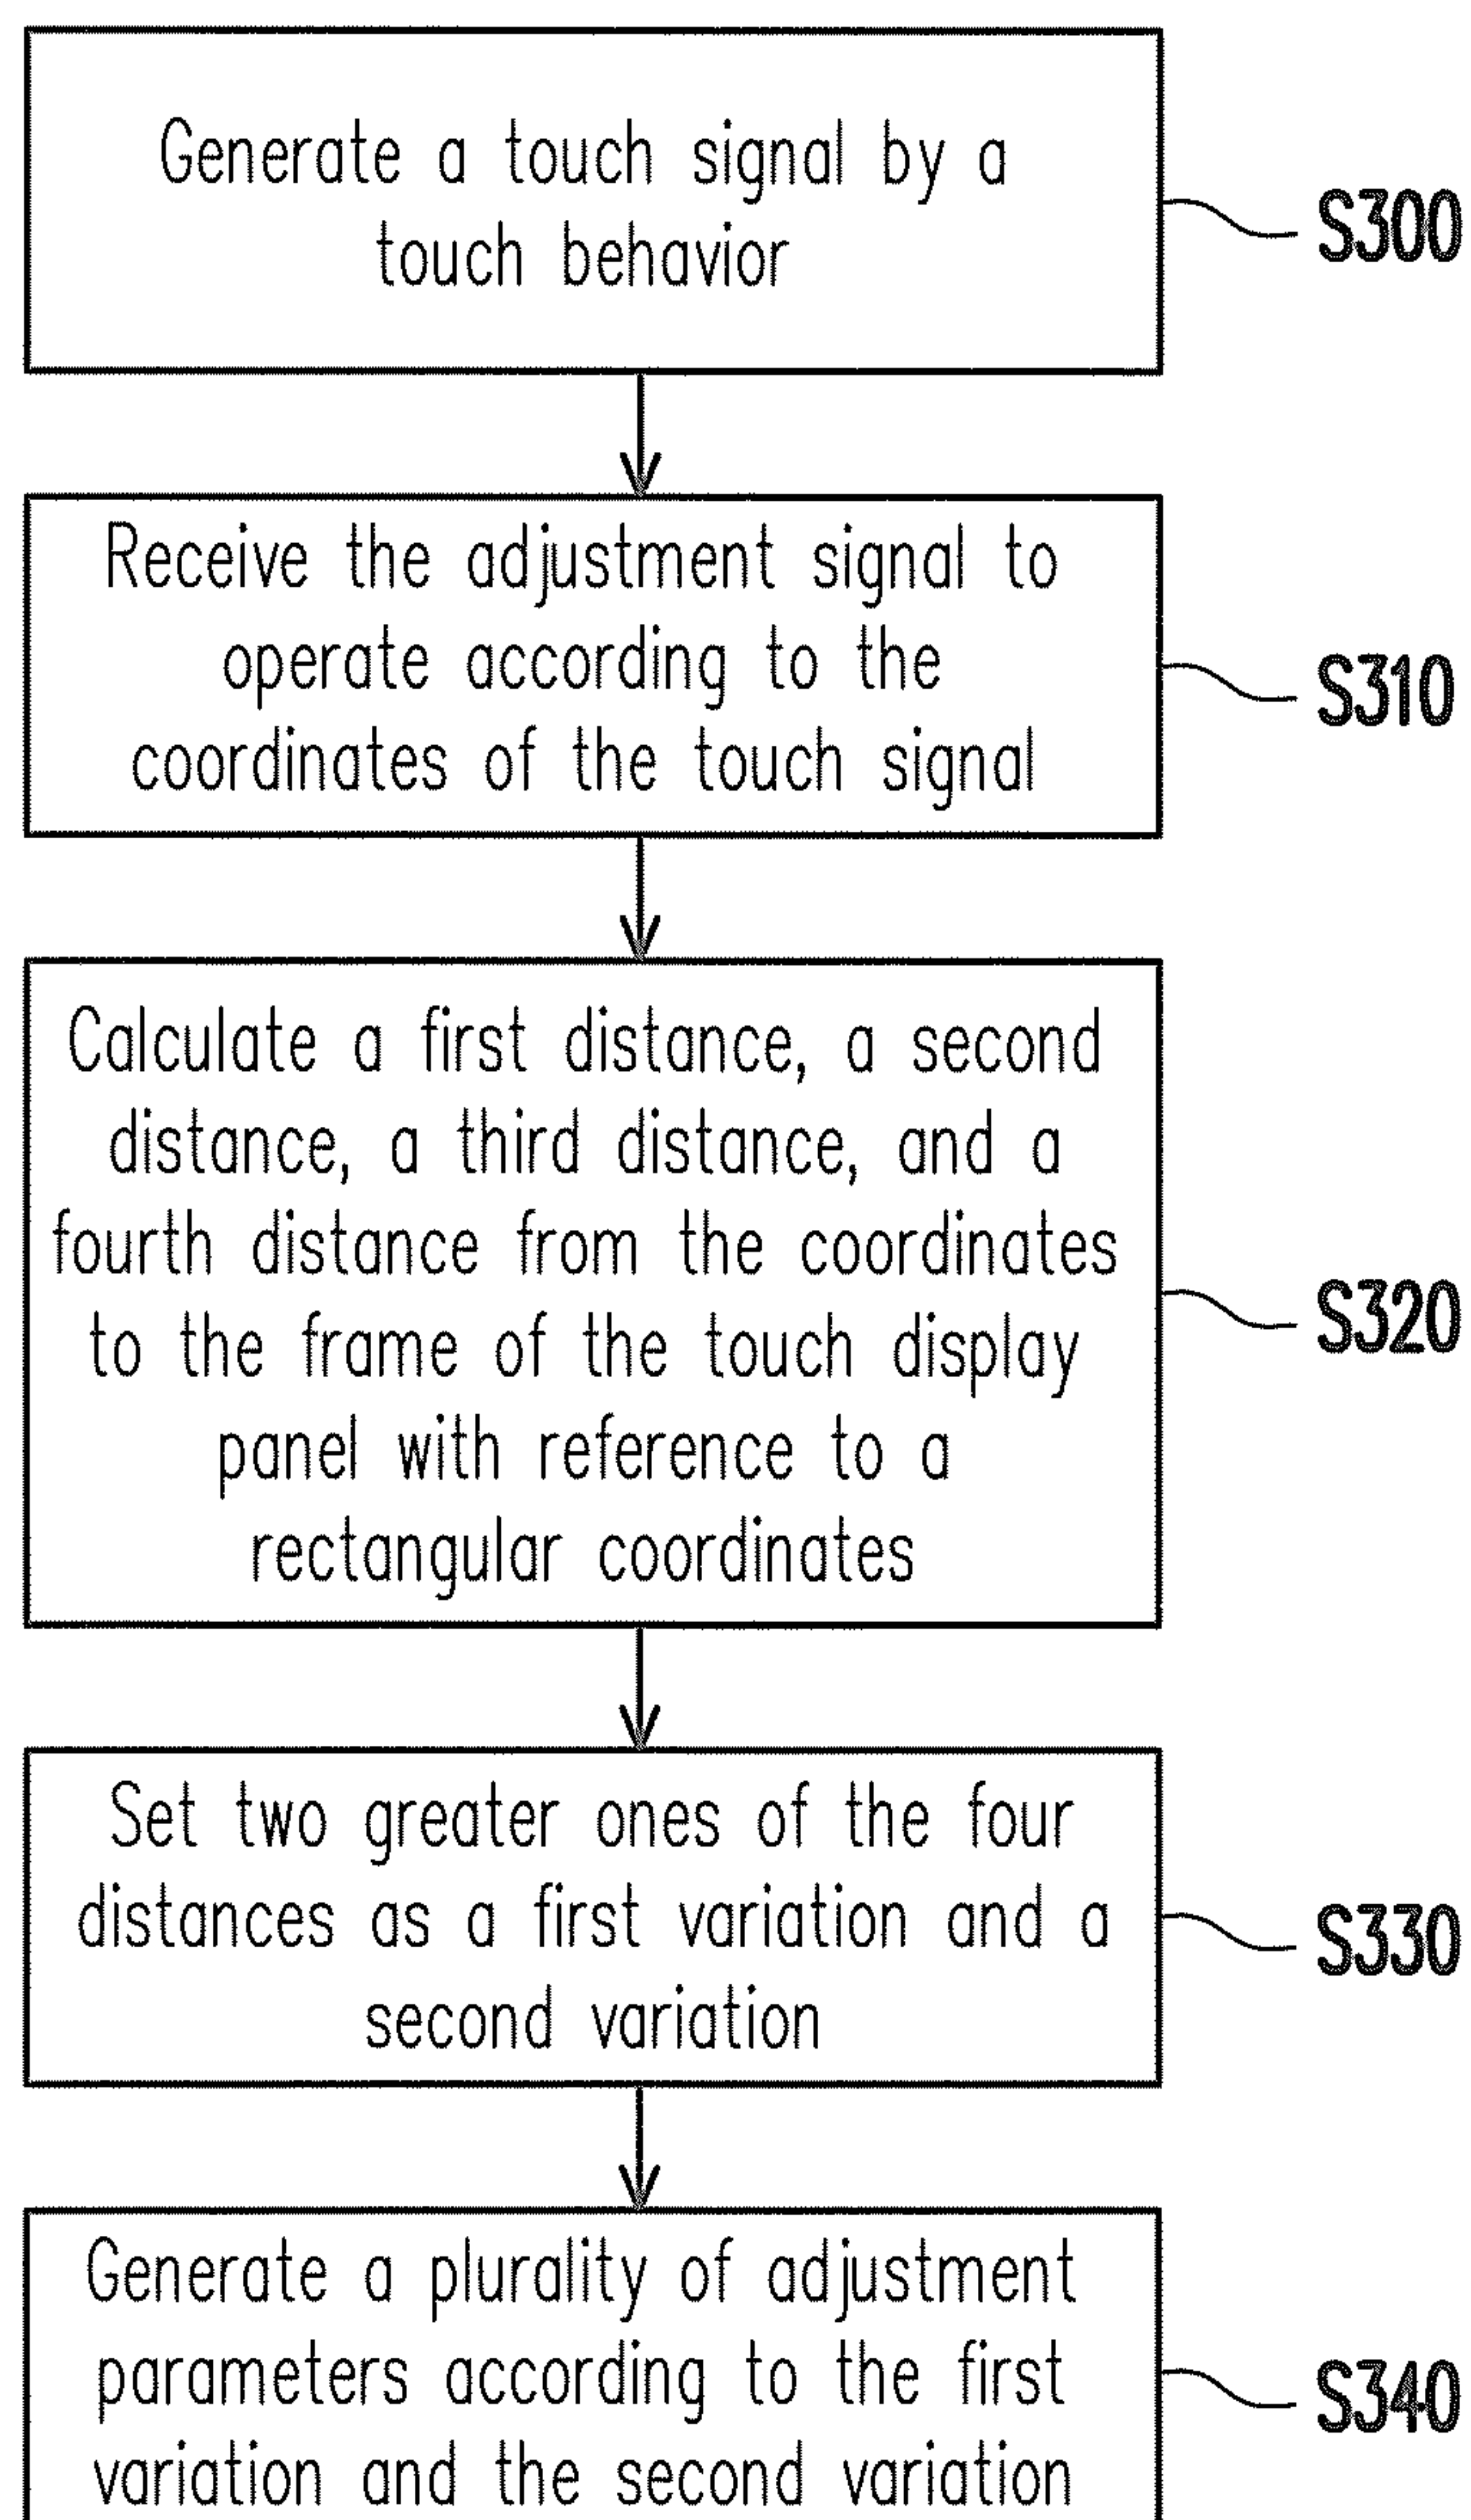 Generate a touch signal by a
touch behavior
S300
Receive the adjustment signal to
operate according to the
coordinates of the touch signal
S310
Calculate a first distance, a second
distance, a third distance, and a
fourth distance from the coordinates
to the frame of the touch display
panel with reference to a
rectangular coordinates
S320
Set two greater ones of the four
distances as a first variation and a
second variation
S330
Generate a plurality of adjustment
parameters according to the first
variation and the second variation
S340